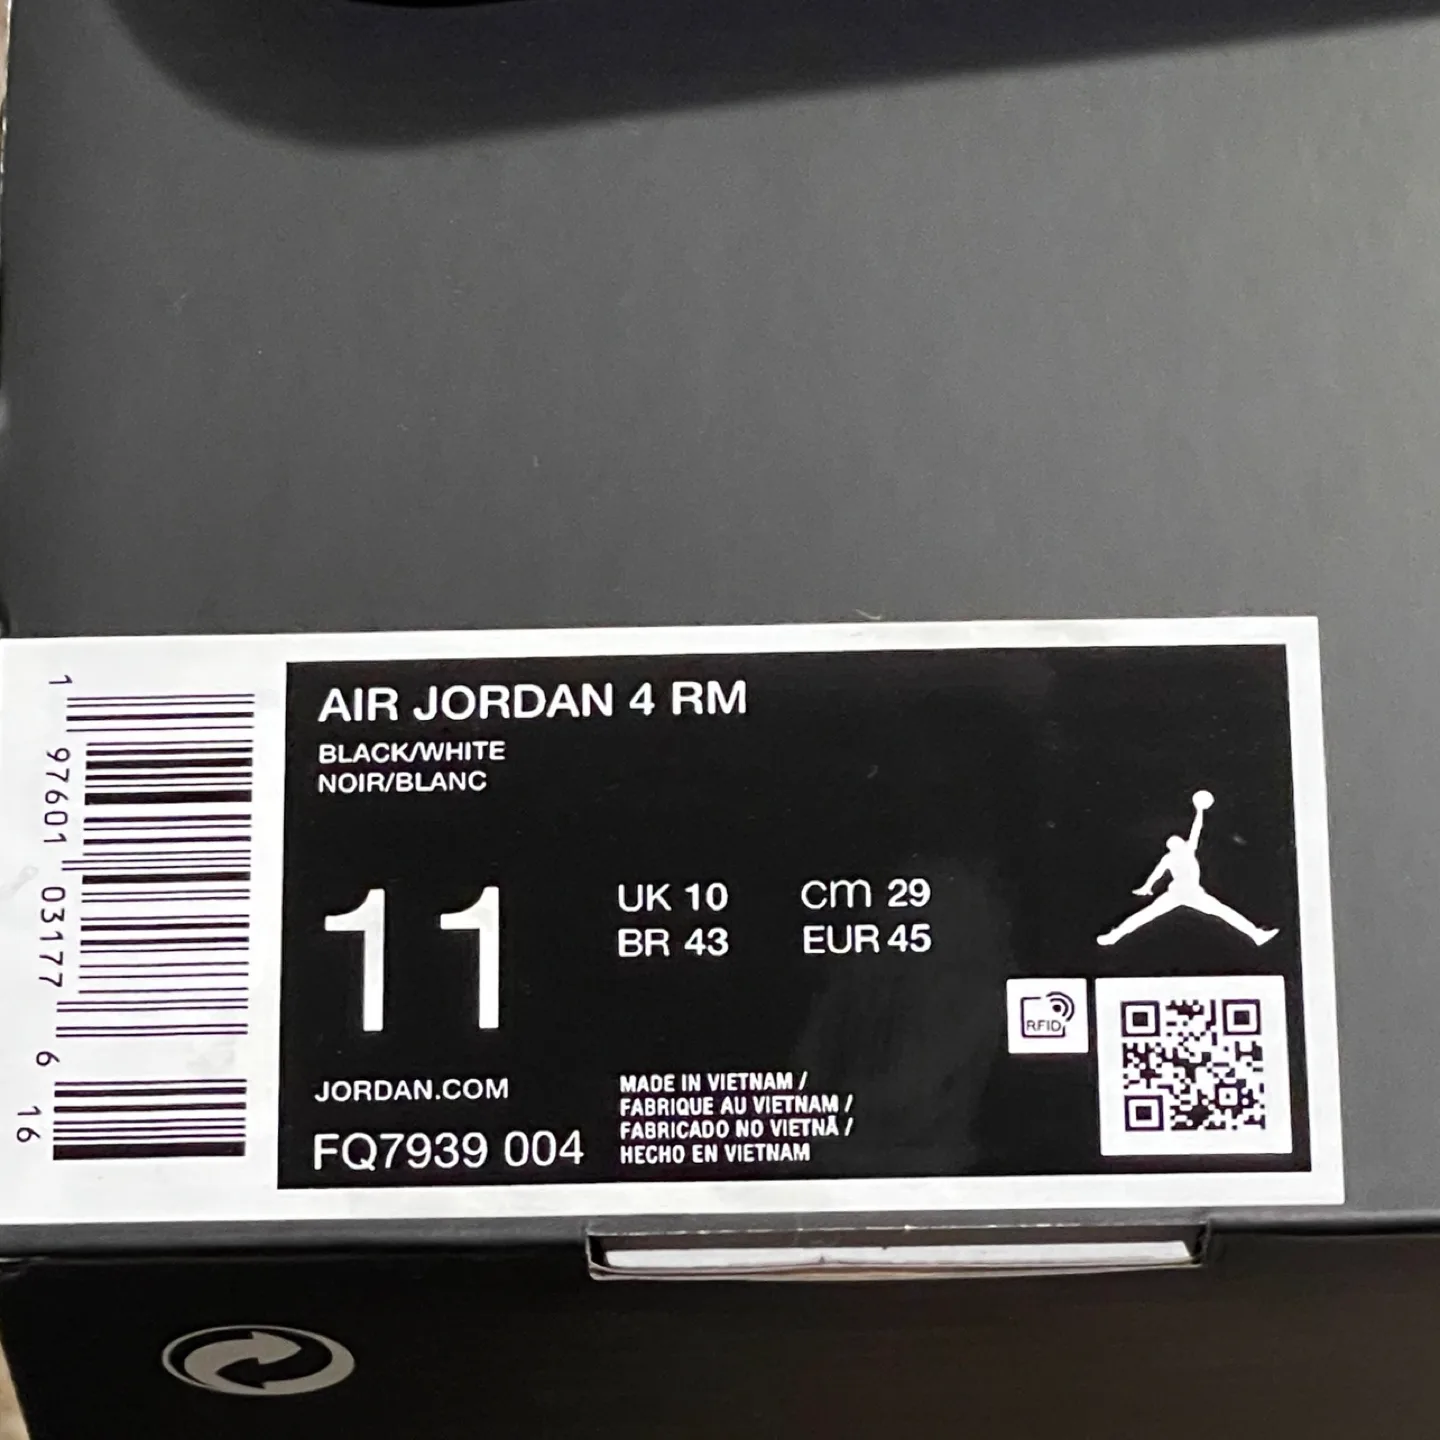 AIR JORDAN 4 RM
BLACK/WHITE
NOIR/BLANC
11
UK 10
cm 29
BR 43
EUR 45
RFID
JORDAN.COM
FQ7939 004
MADE IN VIETNAM /
FABRIQUE AU VIETNAM /
FABRICADO NO VIETNÃ /
HECHO EN VIETNAM
1 97601 03177 6 16